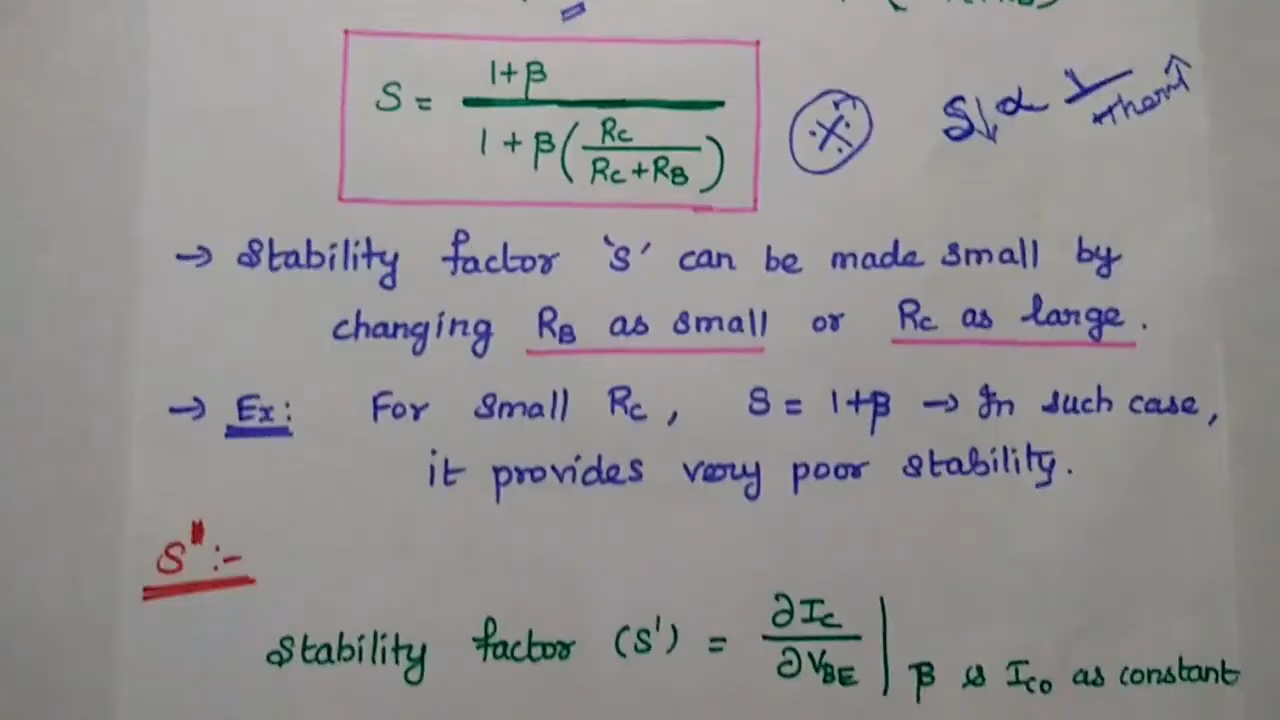 S = 1+β / 1 + β(Rc / Rc+RB)
S↓ α 1 / Therm↑
→ Stability factor 's' can be made small by
changing RB as small or Rc as large.
→ Ex: For small Rc, S = 1+β → In such case,
it provides very poor stability.
S" :-
Stability factor (S') = ∂Ic / ∂VBE | β & Ico as constant